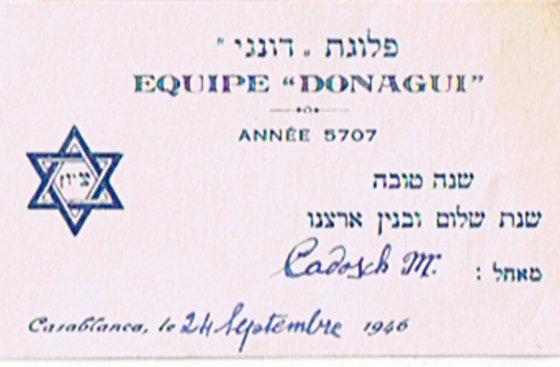 פלוגת „ דונגי "
EQUIPE "DONAGUI"
ANNÉE 5707
ציון
שנה טובה
שנת שלום ובנין ארצנו
מאחל : Cadosch M.
Casablanca, le 24 Septembre 1946